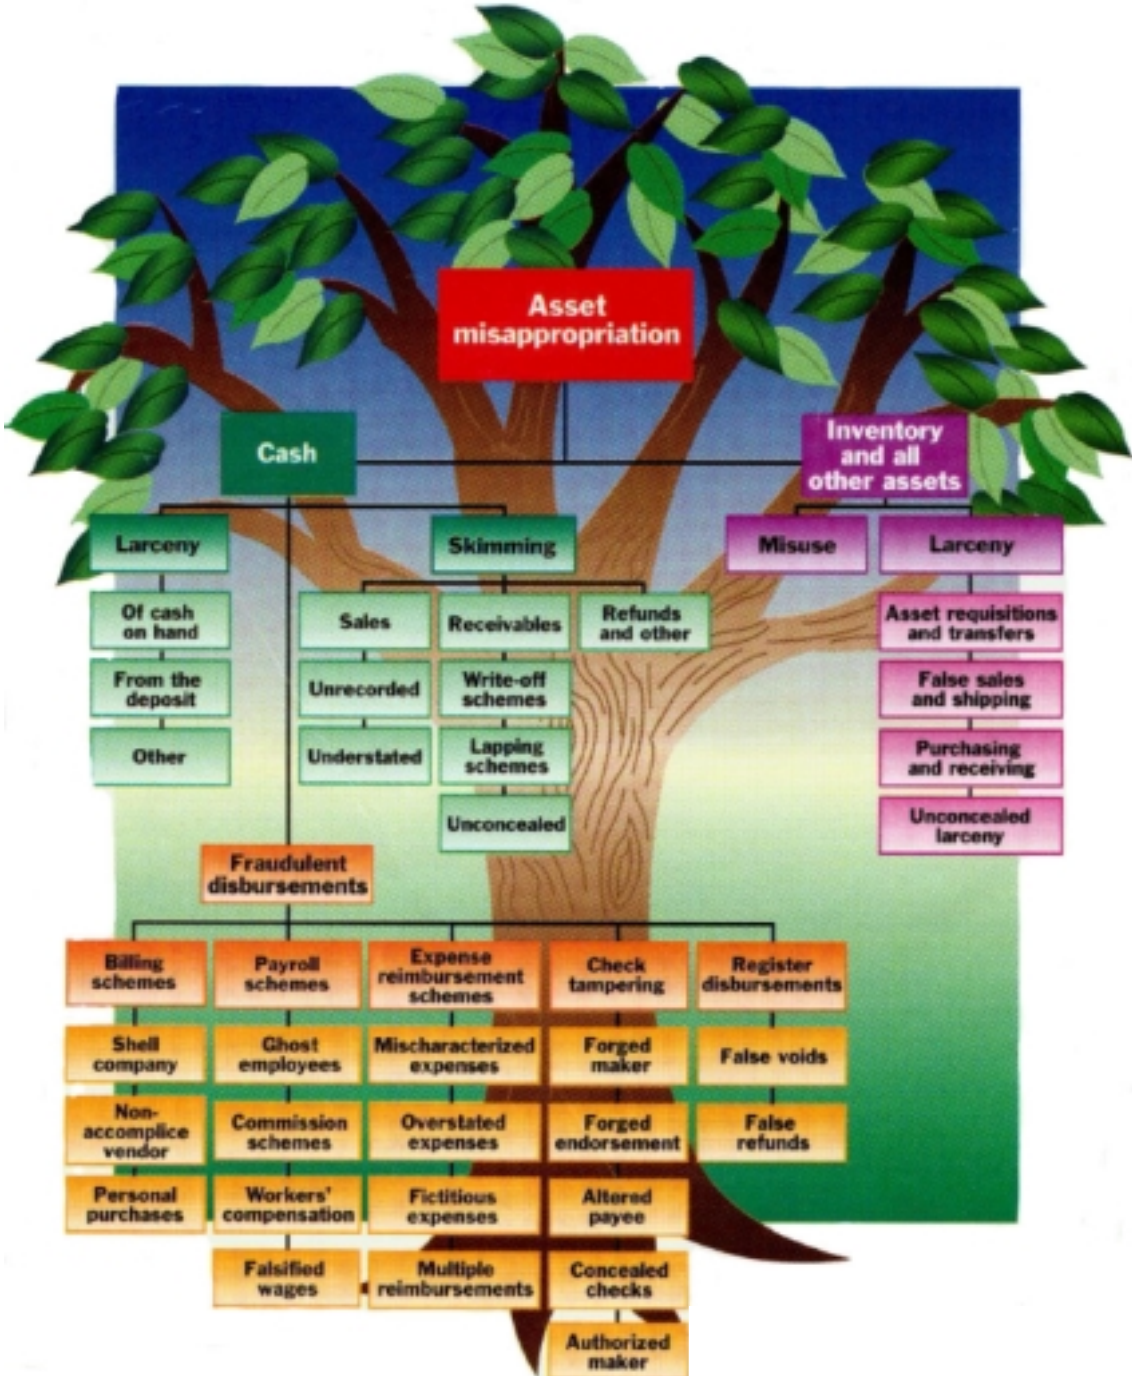 Asset
misappropriation
Cash
Inventory
and all
other assets
Larceny
Skimming
Misuse
Larceny
Of cash
on hand
Sales
Receivables
Refunds
and other
Asset requisitions
and transfers
From the
deposit
Unrecorded
Write-off
schemes
False sales
and shipping
Other
Understated
Lapping
schemes
Purchasing
and receiving
Unconcealed
Unconcealed
larceny
Fraudulent
disbursements
Billing
schemes
Payroll
schemes
Expense
reimbursement
schemes
Check
tampering
Register
disbursements
Shell
company
Ghost
employees
Mischaracterized
expenses
Forged
maker
False voids
Non-
accomplice
vendor
Commission
schemes
Overstated
expenses
Forged
endorsement
False
refunds
Personal
purchases
Workers'
compensation
Fictitious
expenses
Altered
payee
Falsified
wages
Multiple
reimbursements
Concealed
checks
Authorized
maker